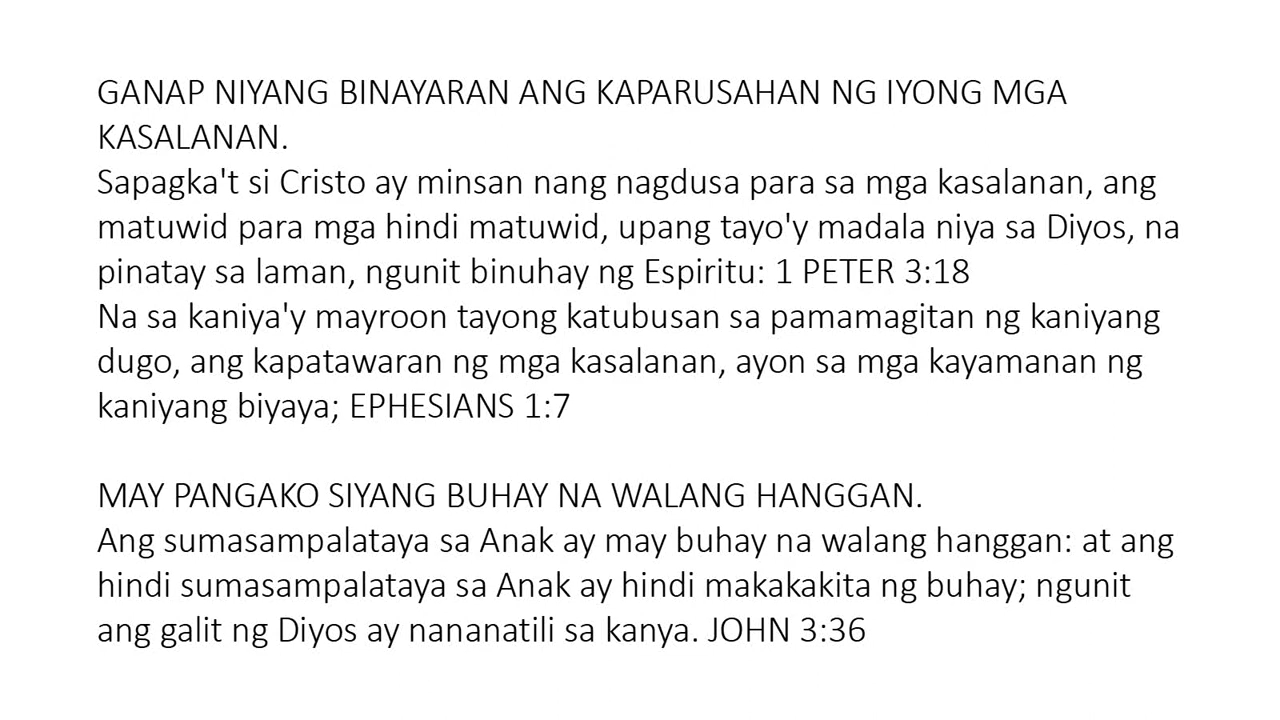 GANAP NIYANG BINAYARAN ANG KAPARUSAHAN NG IYONG MGA
KASALANAN.
Sapagka't si Cristo ay minsan nang nagdusa para sa mga kasalanan, ang
matuwid para mga hindi matuwid, upang tayo'y madala niya sa Diyos, na
pinatay sa laman, ngunit binuhay ng Espiritu: 1 PETER 3:18
Na sa kaniya'y mayroon tayong katubusan sa pamamagitan ng kaniyang
dugo, ang kapatawaran ng mga kasalanan, ayon sa mga kayamanan ng
kaniyang biyaya; EPHESIANS 1:7
MAY PANGAKO SIYANG BUHAY NA WALANG HANGGAN.
Ang sumasampalataya sa Anak ay may buhay na walang hanggan: at ang
hindi sumasampalataya sa Anak ay hindi makakakita ng buhay; ngunit
ang galit ng Diyos ay nananatili sa kanya. JOHN 3:36